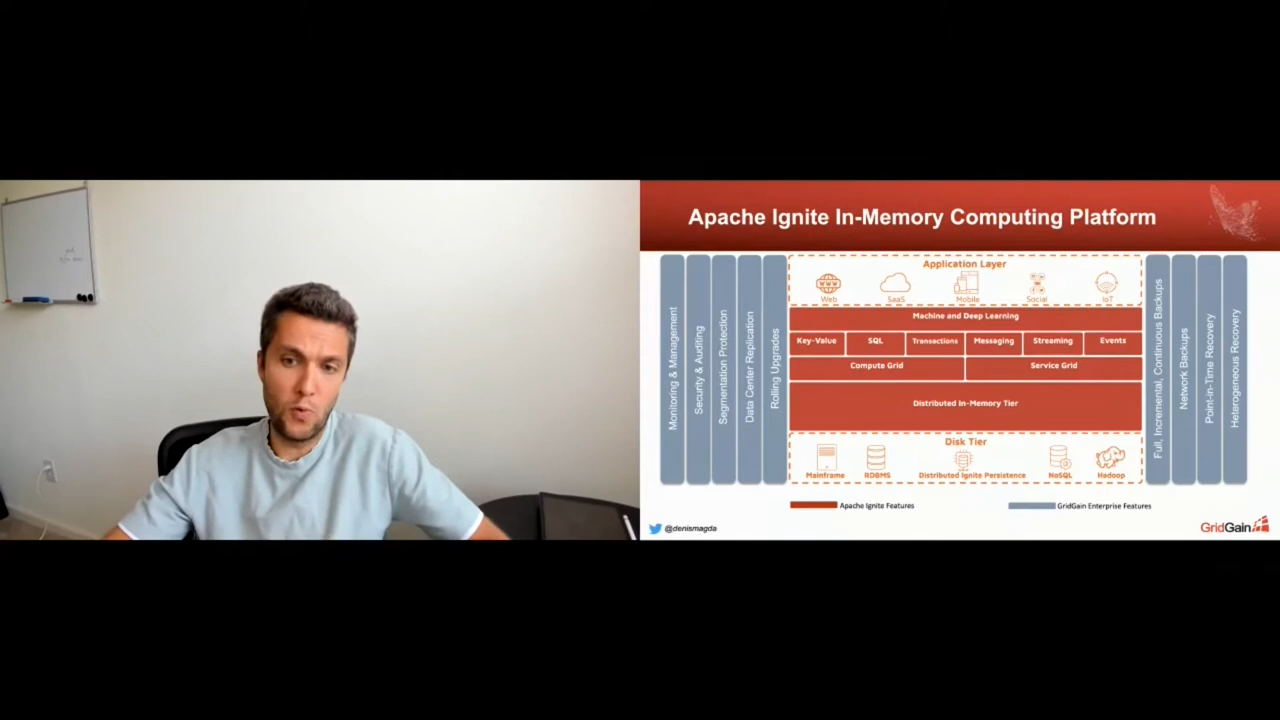 Apache Ignite In-Memory Computing Platform
Monitoring & Management
Security & Auditing
Segmentation Protection
Data Center Replication
Rolling Upgrades
Application Layer
WWW
Web
SaaS
Mobile
Social
IoT
Machine and Deep Learning
Key-Value
SQL
Transactions
Messaging
Streaming
Events
Compute Grid
Service Grid
Distributed In-Memory Tier
Disk Tier
Mainframe
RDBMS
Distributed Ignite Persistence
NoSQL
Hadoop
Full, Incremental, Continuous Backups
Network Backups
Point-in-Time Recovery
Heterogeneous Recovery
Apache Ignite Features
GridGain Enterprise Features
@denismagda
GridGain